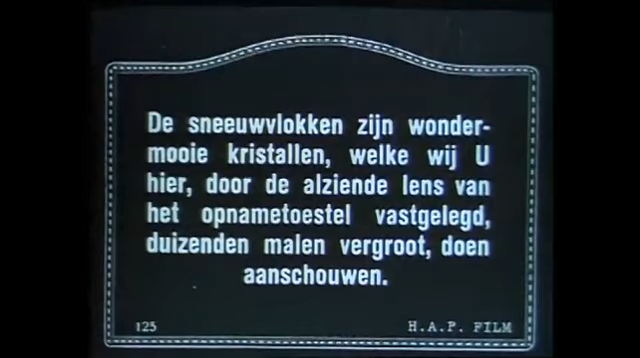 De sneeuwvlokken zijn wonder-
mooie kristallen, welke wij U
hier, door de alziende lens van
het opnametoestel vastgelegd,
duizenden malen vergroot, doen
aanschouwen.
125 H.A.P. FILM